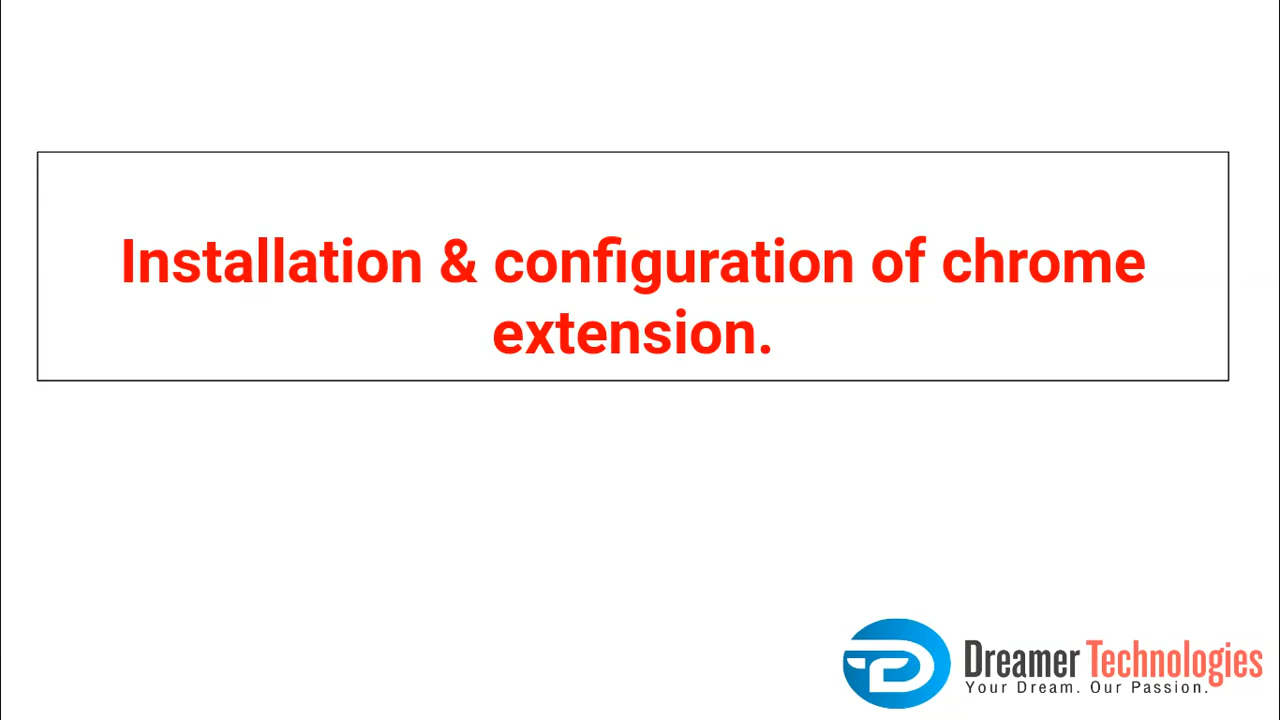 Installation & configuration of chrome
extension.
Dreamer Technologies
Your Dream. Our Passion.